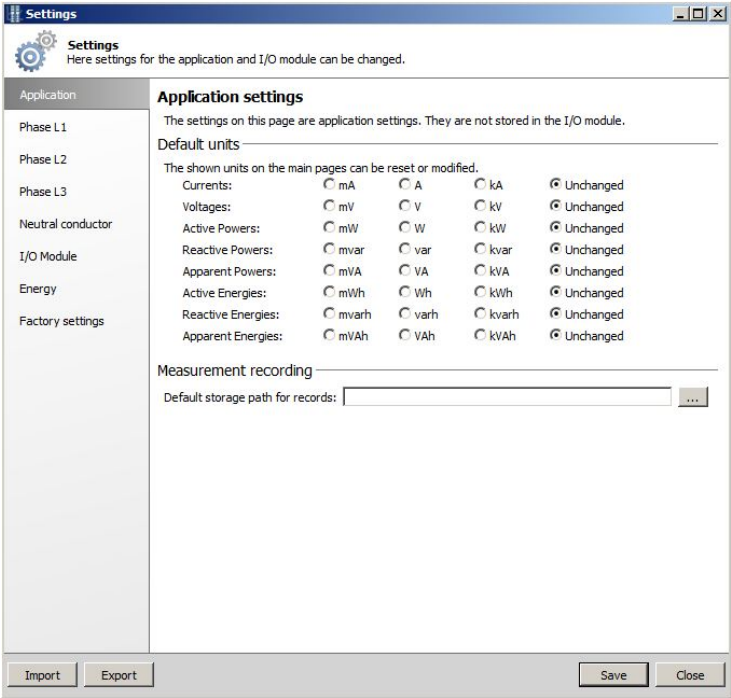 Settings
Settings
Here settings for the application and I/O module can be changed.
Application
Phase L1
Phase L2
Phase L3
Neutral conductor
I/O Module
Energy
Factory settings
Application settings
The settings on this page are application settings. They are not stored in the I/O module.
Default units
The shown units on the main pages can be reset or modified.
Currents: mA A kA Unchanged
Voltages: mV V kV Unchanged
Active Powers: mW W kW Unchanged
Reactive Powers: mvar var kvar Unchanged
Apparent Powers: mVA VA kVA Unchanged
Active Energies: mWh Wh kWh Unchanged
Reactive Energies: mvarh varh kvarh Unchanged
Apparent Energies: mVAh VAh kVAh Unchanged
Measurement recording
Default storage path for records: ...
Import Export Save Close